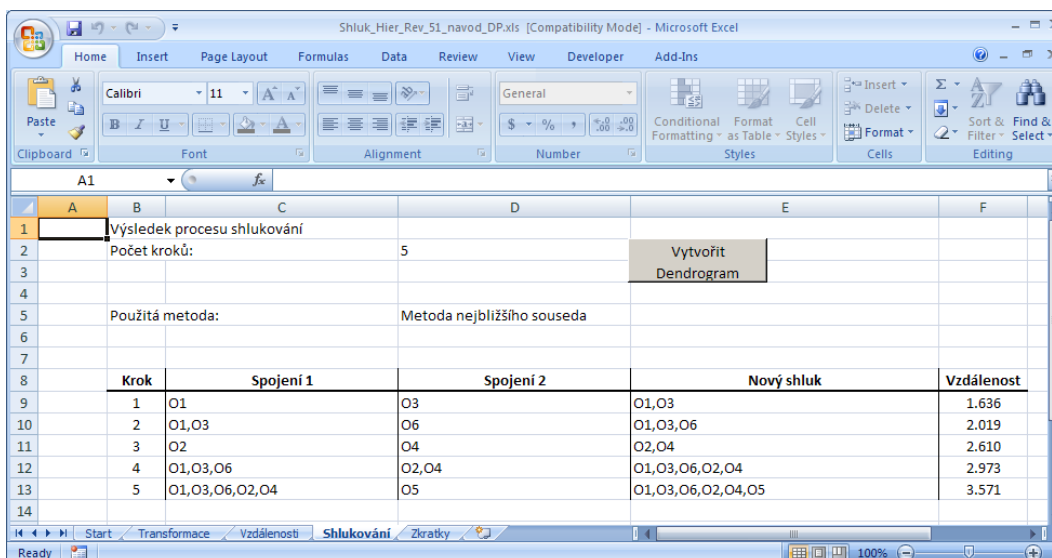 Shluk_Hier_Rev_51_navod_DP.xls [Compatibility Mode] - Microsoft Excel
Home Insert Page Layout Formulas Data Review View Developer Add-Ins
Calibri 11 General Insert
Paste Conditional Format Cell Delete Sort & Find &
Formatting as Table Styles Format Filter Select
Clipboard Font Alignment Number Styles Cells Editing
A1 fx
A B C D E F
1 Výsledek procesu shlukování
2 Počet kroků: 5 Vytvořit
3 Dendrogram
4
5 Použitá metoda: Metoda nejbližšího souseda
6
7
8 Krok Spojení 1 Spojení 2 Nový shluk Vzdálenost
9 1 O1 O3 O1,O3 1.636
10 2 O1,O3 O6 O1,O3,O6 2.019
11 3 O2 O4 O2,O4 2.610
12 4 O1,O3,O6 O2,O4 O1,O3,O6,O2,O4 2.973
13 5 O1,O3,O6,O2,O4 O5 O1,O3,O6,O2,O4,O5 3.571
14
Start Transformace Vzdálenosti Shlukování Zkratky
Ready 100%